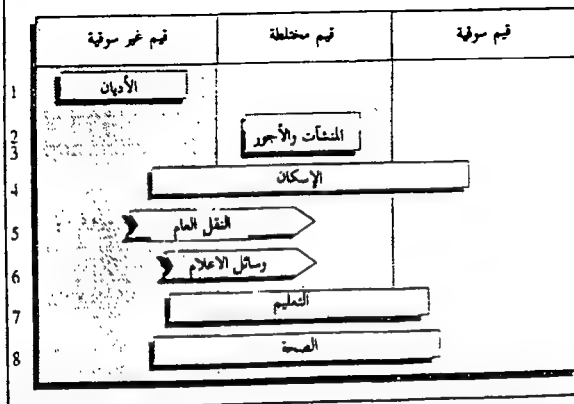 قيم سوقية
قيم مختلطة
قيم غير سوقية
1
الأديان
2
3
المنشآت والأجور
4
الإسكان
5
النقل العام
6
وسائل الاعلام
7
التعليم
8
الصحة